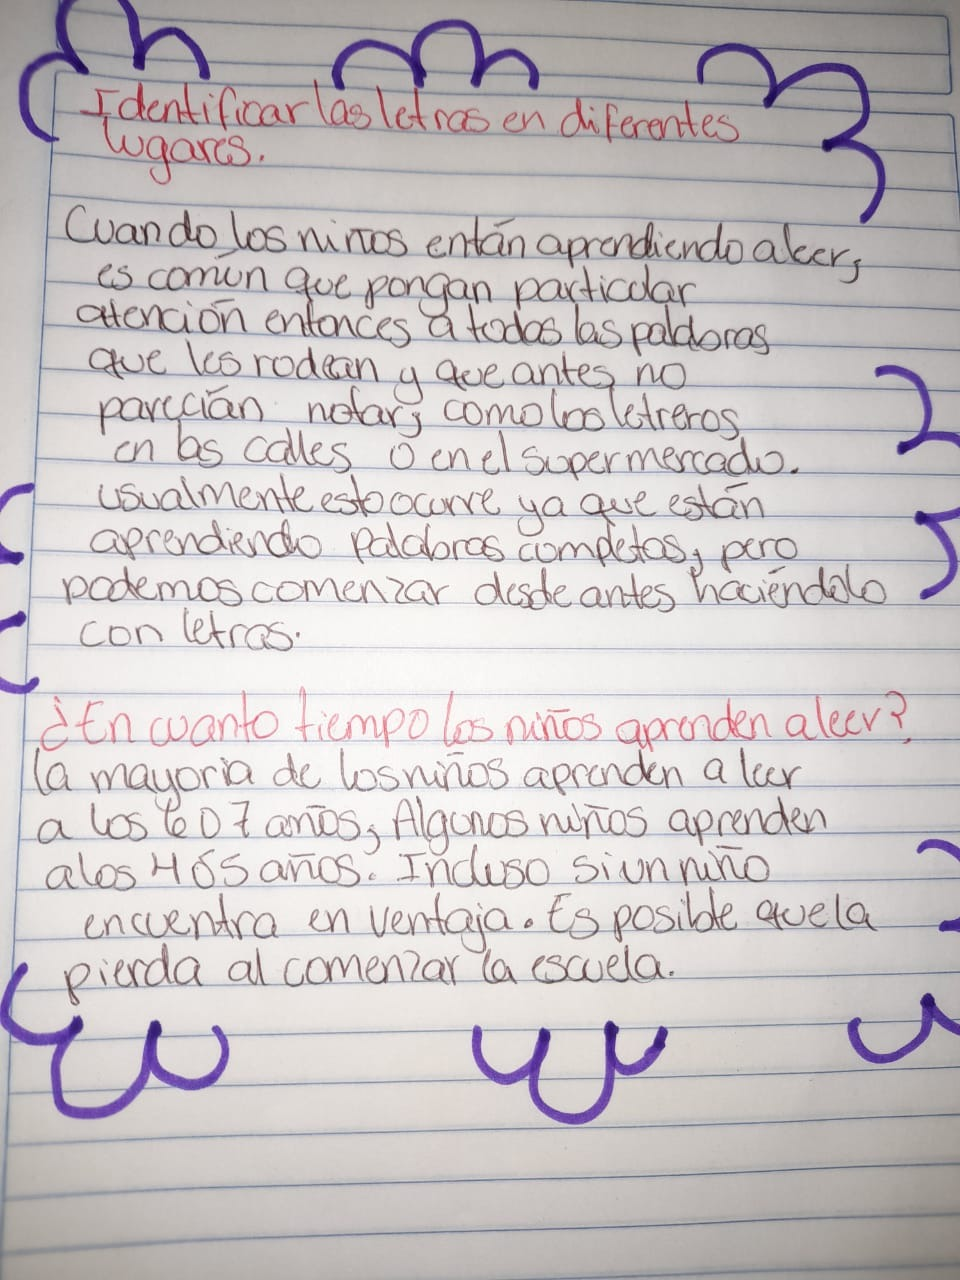 Identificar las letras en diferentes
lugares.
Cuando los niños entán aprendiendo a leer,
es común que pongan particular
atención entonces a todas las paldoras
que les rodean y que antes no
parecían notar, como los letreros
en las calles o en el supermercado.
usualmente esto ocurre ya que están
aprendiendo palabras completas, pero
podemos comenzar desde antes haciéndolo
con letras.
¿En cuanto tiempo los niños aprenden a leer?
la mayoria de los niños aprenden a leer
a los 6 o 7 años, Algunos niños aprenden
a los 4 ó 5 años. Incluso si un niño
encuentra en ventaja. Es posible que la
pierda al comenzar la escuela.